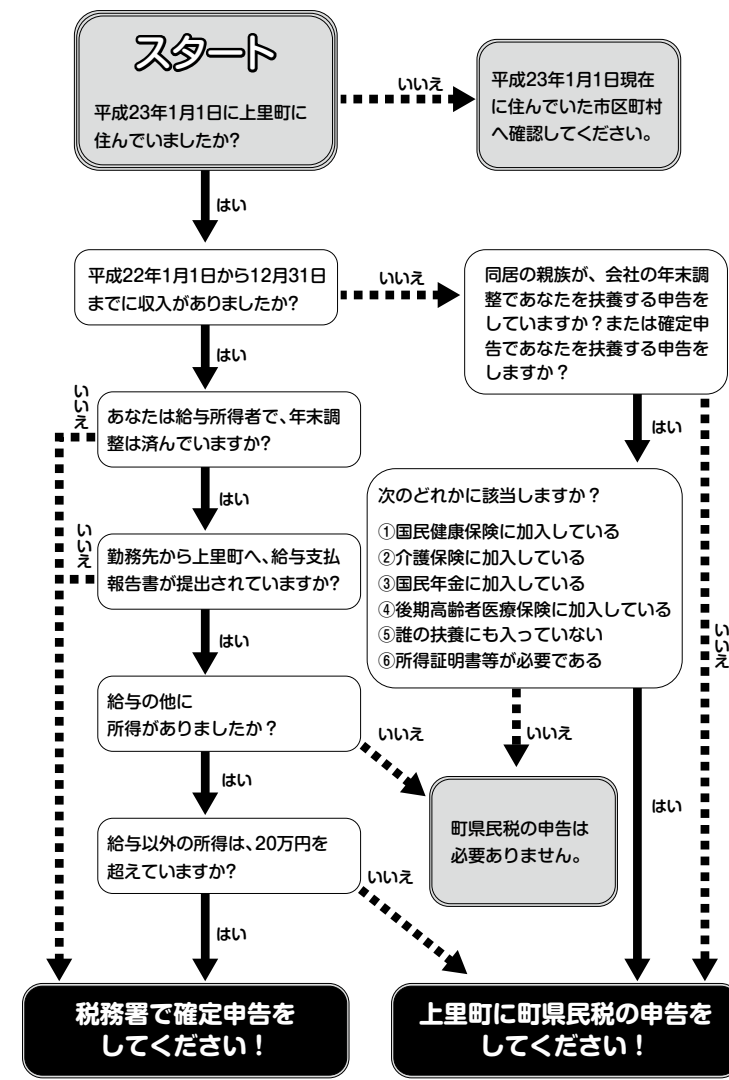 スタート
平成23年1月1日に上里町に
住んでいましたか?
いいえ
平成23年1月1日現在
に住んでいた市区町村
へ確認してください。
はい
平成22年1月1日から12月31日
までに収入がありましたか?
いいえ
同居の親族が、会社の年末調
整であなたを扶養する申告を
していますか？または確定申
告であなたを扶養する申告を
しますか？
はい
いいえ
あなたは給与所得者で、年末調
整は済んでいますか?
はい
はい
いいえ
次のどれかに該当しますか？
①国民健康保険に加入している
②介護保険に加入している
③国民年金に加入している
④後期高齢者医療保険に加入している
⑤誰の扶養にも入っていない
⑥所得証明書等が必要である
いいえ
勤務先から上里町へ、給与支払
報告書が提出されていますか?
はい
給与の他に
所得がありましたか？
いいえ
いいえ
はい
はい
町県民税の申告は
必要ありません。
給与以外の所得は、20万円を
超えていますか?
いいえ
はい
税務署で確定申告を
してください！
上里町に町県民税の申告を
してください！